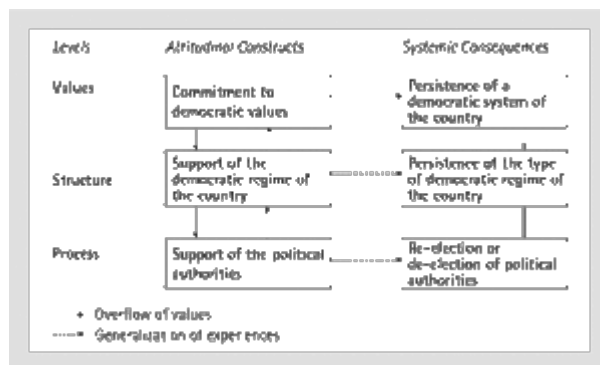 Levels Attitudinal Constructs Systemic Consequences
Values
Commitment to
democratic values
Persistence of a
democratic system of
the country
Structure
Support of the
democratic regime of
the country
Persistence of the type
of democratic regime of
the country
Process
Support of the political
authorities
Re-election or
de-election of political
authorities
Overflow of values
Generalization of experiences